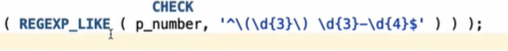 CHECK
( REGEXP_LIKE ( p_number, '^\(\d{3}\) \d{3}-\d{4}$' ) ) );